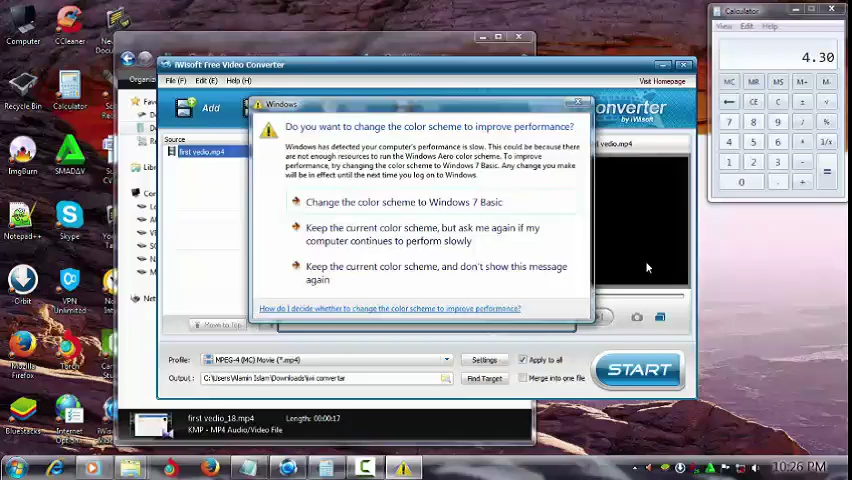 Computer
CCleaner
Recycle Bin
Calculator
ImgBurn
SMADΔV
Notepad++
Skype
Orbit
VPN
Unlimited
Mozilla
Firefox
Torch
BlueStacks
Internet
Organiz
iWisoft Free Video Converter
File (F)
Edit (E)
Help (H)
Visit Homepage
Add
onverter
by iWisoft
Source
first vedio.mp4
Windows
Do you want to change the color scheme to improve performance?
Windows has detected your computer's performance is slow. This could be because there
are not enough resources to run the Windows Aero color scheme. To improve
performance, try changing the color scheme to Windows 7 Basic. Any change you make
will be in effect until the next time you log on to Windows.
Change the color scheme to Windows 7 Basic
Keep the current color scheme, but ask me again if my
computer continues to perform slowly
Keep the current color scheme, and don't show this message
again
How do I decide whether to change the color scheme to improve performance?
Move to Top
Profile:
MPEG-4 (MC) Movie (*.mp4)
Settings
Apply to all
Output :
C:\Users\Alamin Islam\Downloads\iwi converter
Find Target
Merge into one file
START
first vedio_18.mp4
Length: 00:00:17
KMP - MP4 Audio/Video File
Calculator
View Edit Help
4.30
MC MR MS M+ M-
← CE C ± √
7 8 9 / %
4 5 6 * 1/x
1 2 3 - =
0 . +
10:26 PM